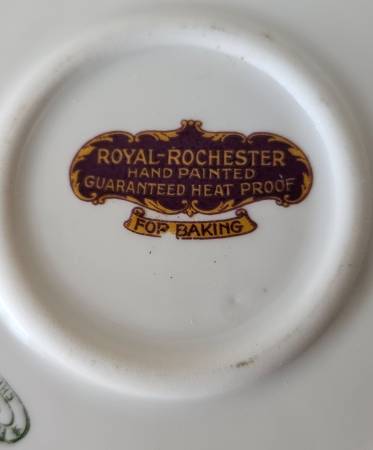 ROYAL-ROCHESTER
HAND PAINTED
GUARANTEED HEAT PROOF
FOR BAKING